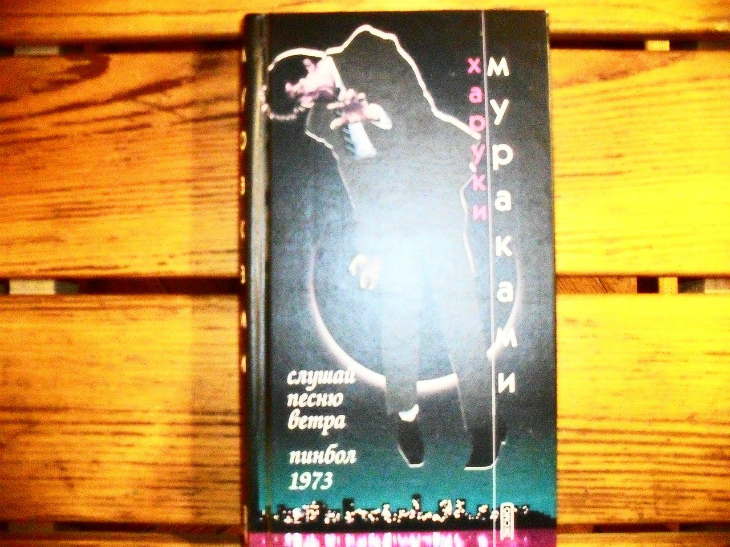 харуки
мураками
слушай
песню
ветра
пинбол
1973